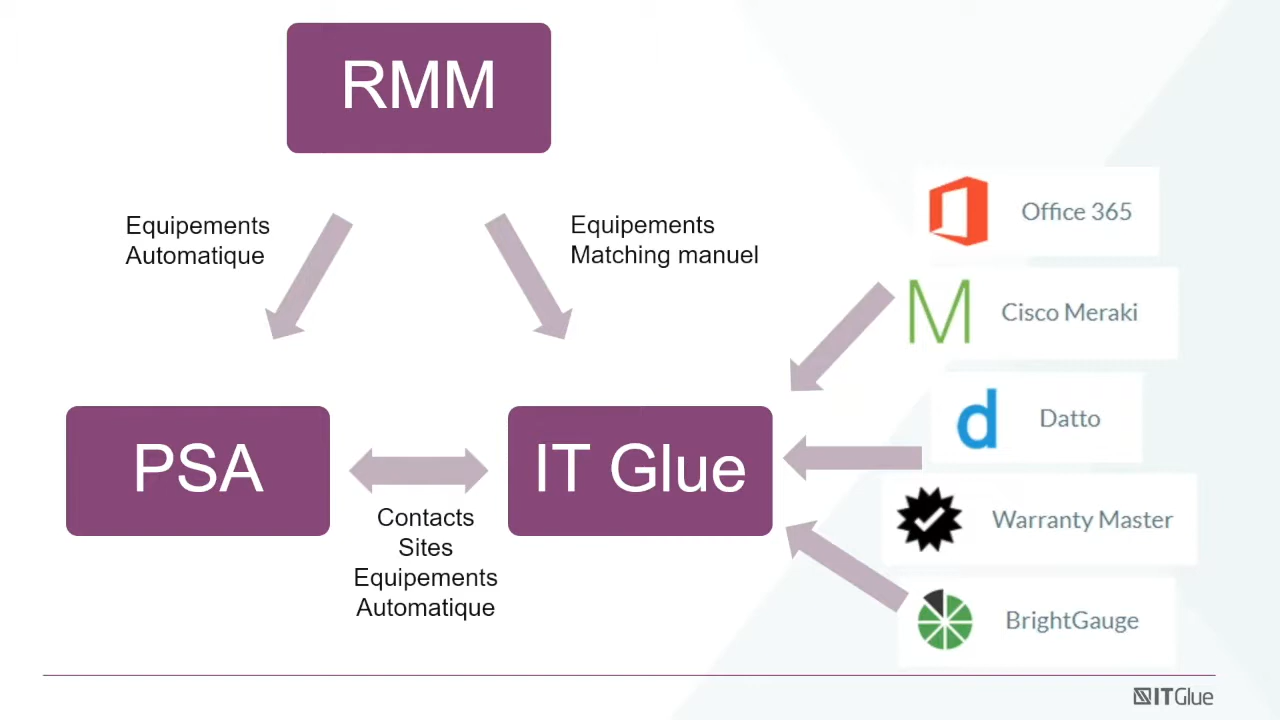 RMM
Equipements
Automatique
Equipements
Matching manuel
Office 365
Cisco Meraki
Datto
Warranty Master
BrightGauge
PSA
IT Glue
Contacts
Sites
Equipements
Automatique
ITGlue